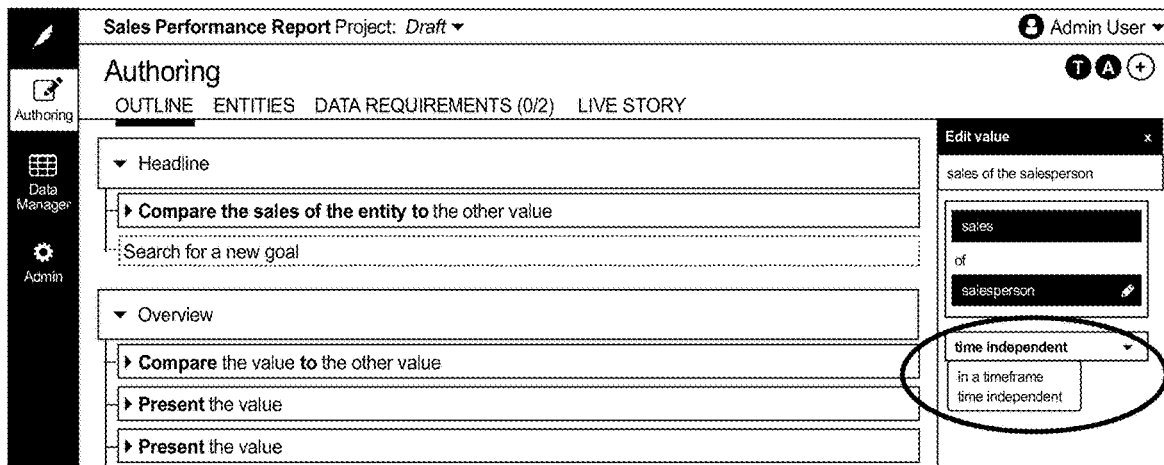 Sales Performance Report Project: Draft
Admin User
Authoring
T A +
Authoring
OUTLINE ENTITIES DATA REQUIREMENTS (0/2) LIVE STORY
Data
Manager
Admin
Headline
Compare the sales of the entity to the other value
Search for a new goal
Overview
Compare the value to the other value
Present the value
Present the value
Edit value x
sales of the salesperson
sales
of
salesperson
time independent
in a timeframe
time independent